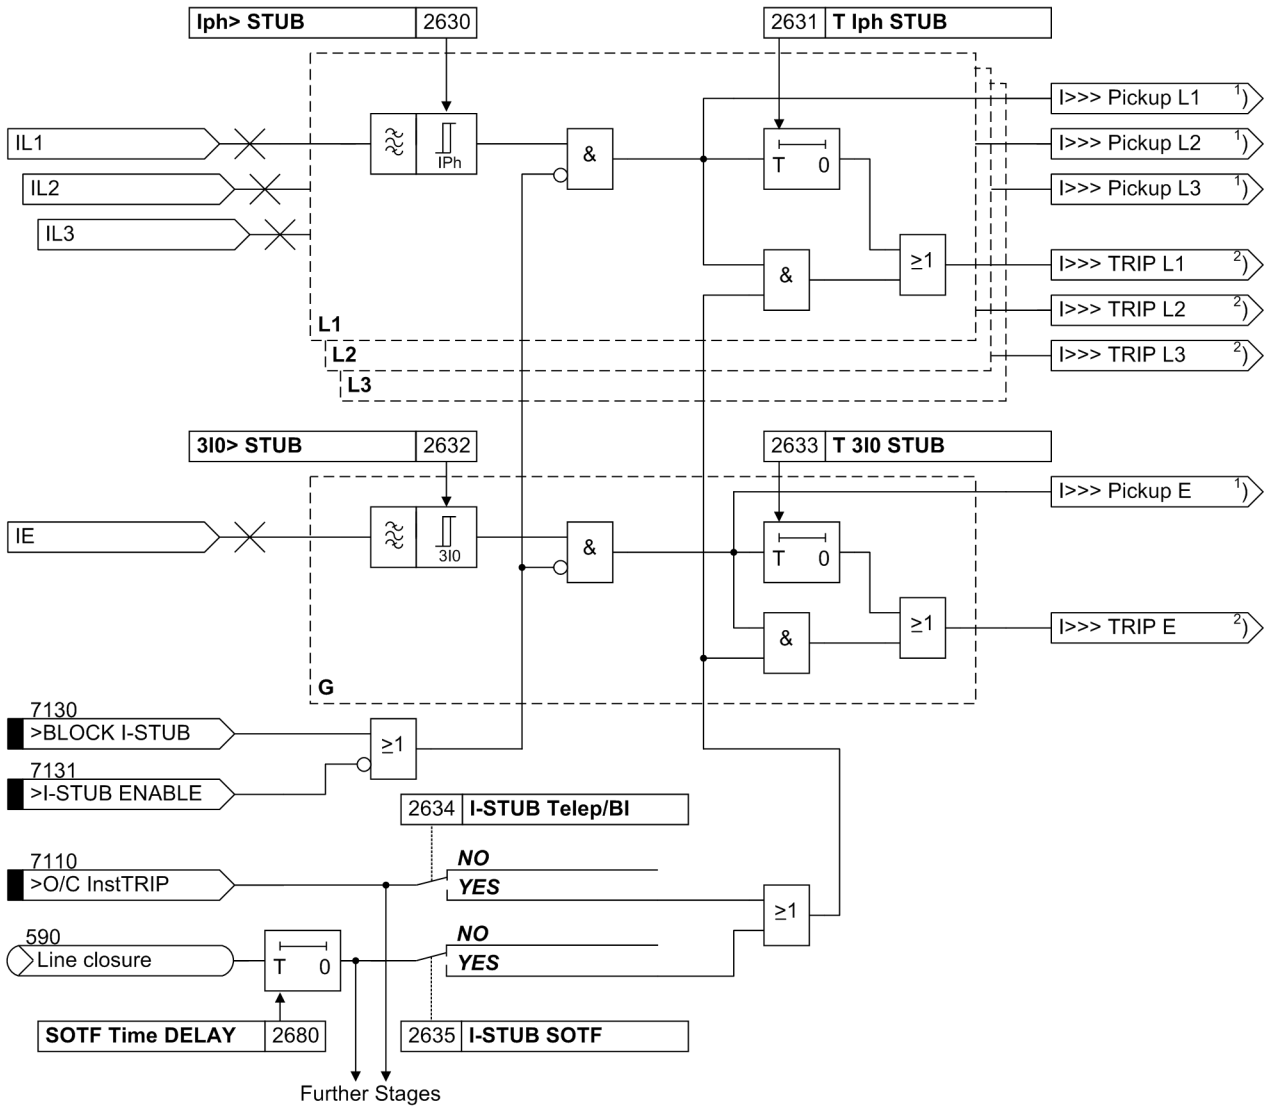 Iph> STUB 2630
2631 T Iph STUB
I>>> Pickup L1 1)
IL1
IPh
&
T 0
I>>> Pickup L2 1)
IL2
I>>> Pickup L3 1)
IL3
&
≥1
I>>> TRIP L1 2)
I>>> TRIP L2 2)
L1
L2
I>>> TRIP L3 2)
L3
3I0> STUB 2632
2633 T 3I0 STUB
I>>> Pickup E 1)
IE
3I0
&
T 0
&
≥1
I>>> TRIP E 2)
G
7130
>BLOCK I-STUB
≥1
7131
>I-STUB ENABLE
2634 I-STUB Telep/BI
7110
>O/C InstTRIP
NO
YES
≥1
590
Line closure
T 0
NO
YES
SOTF Time DELAY 2680
2635 I-STUB SOTF
Further Stages